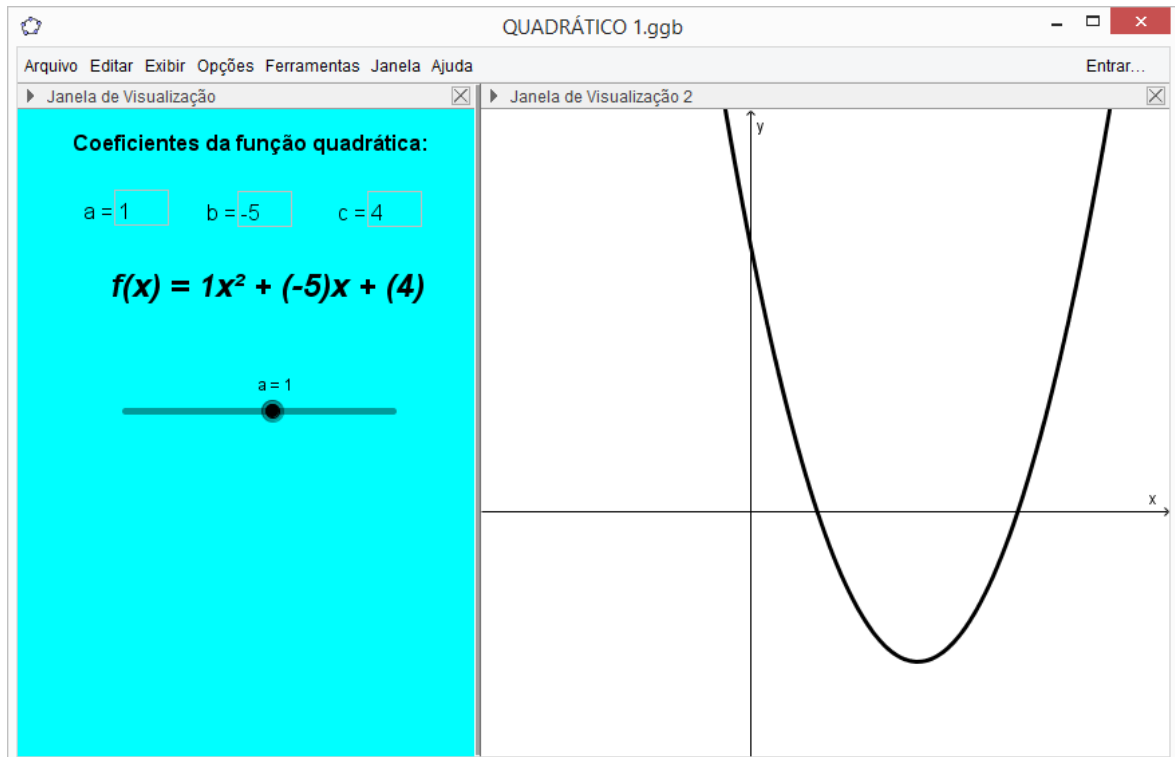 QUADRÁTICO 1.ggb
Arquivo Editar Exibir Opções Ferramentas Janela Ajuda Entrar...
Janela de Visualização
Janela de Visualização 2
Coeficientes da função quadrática:
a = 1 b = -5 c = 4
f(x) = 1x² + (-5)x + (4)
a = 1
y
x